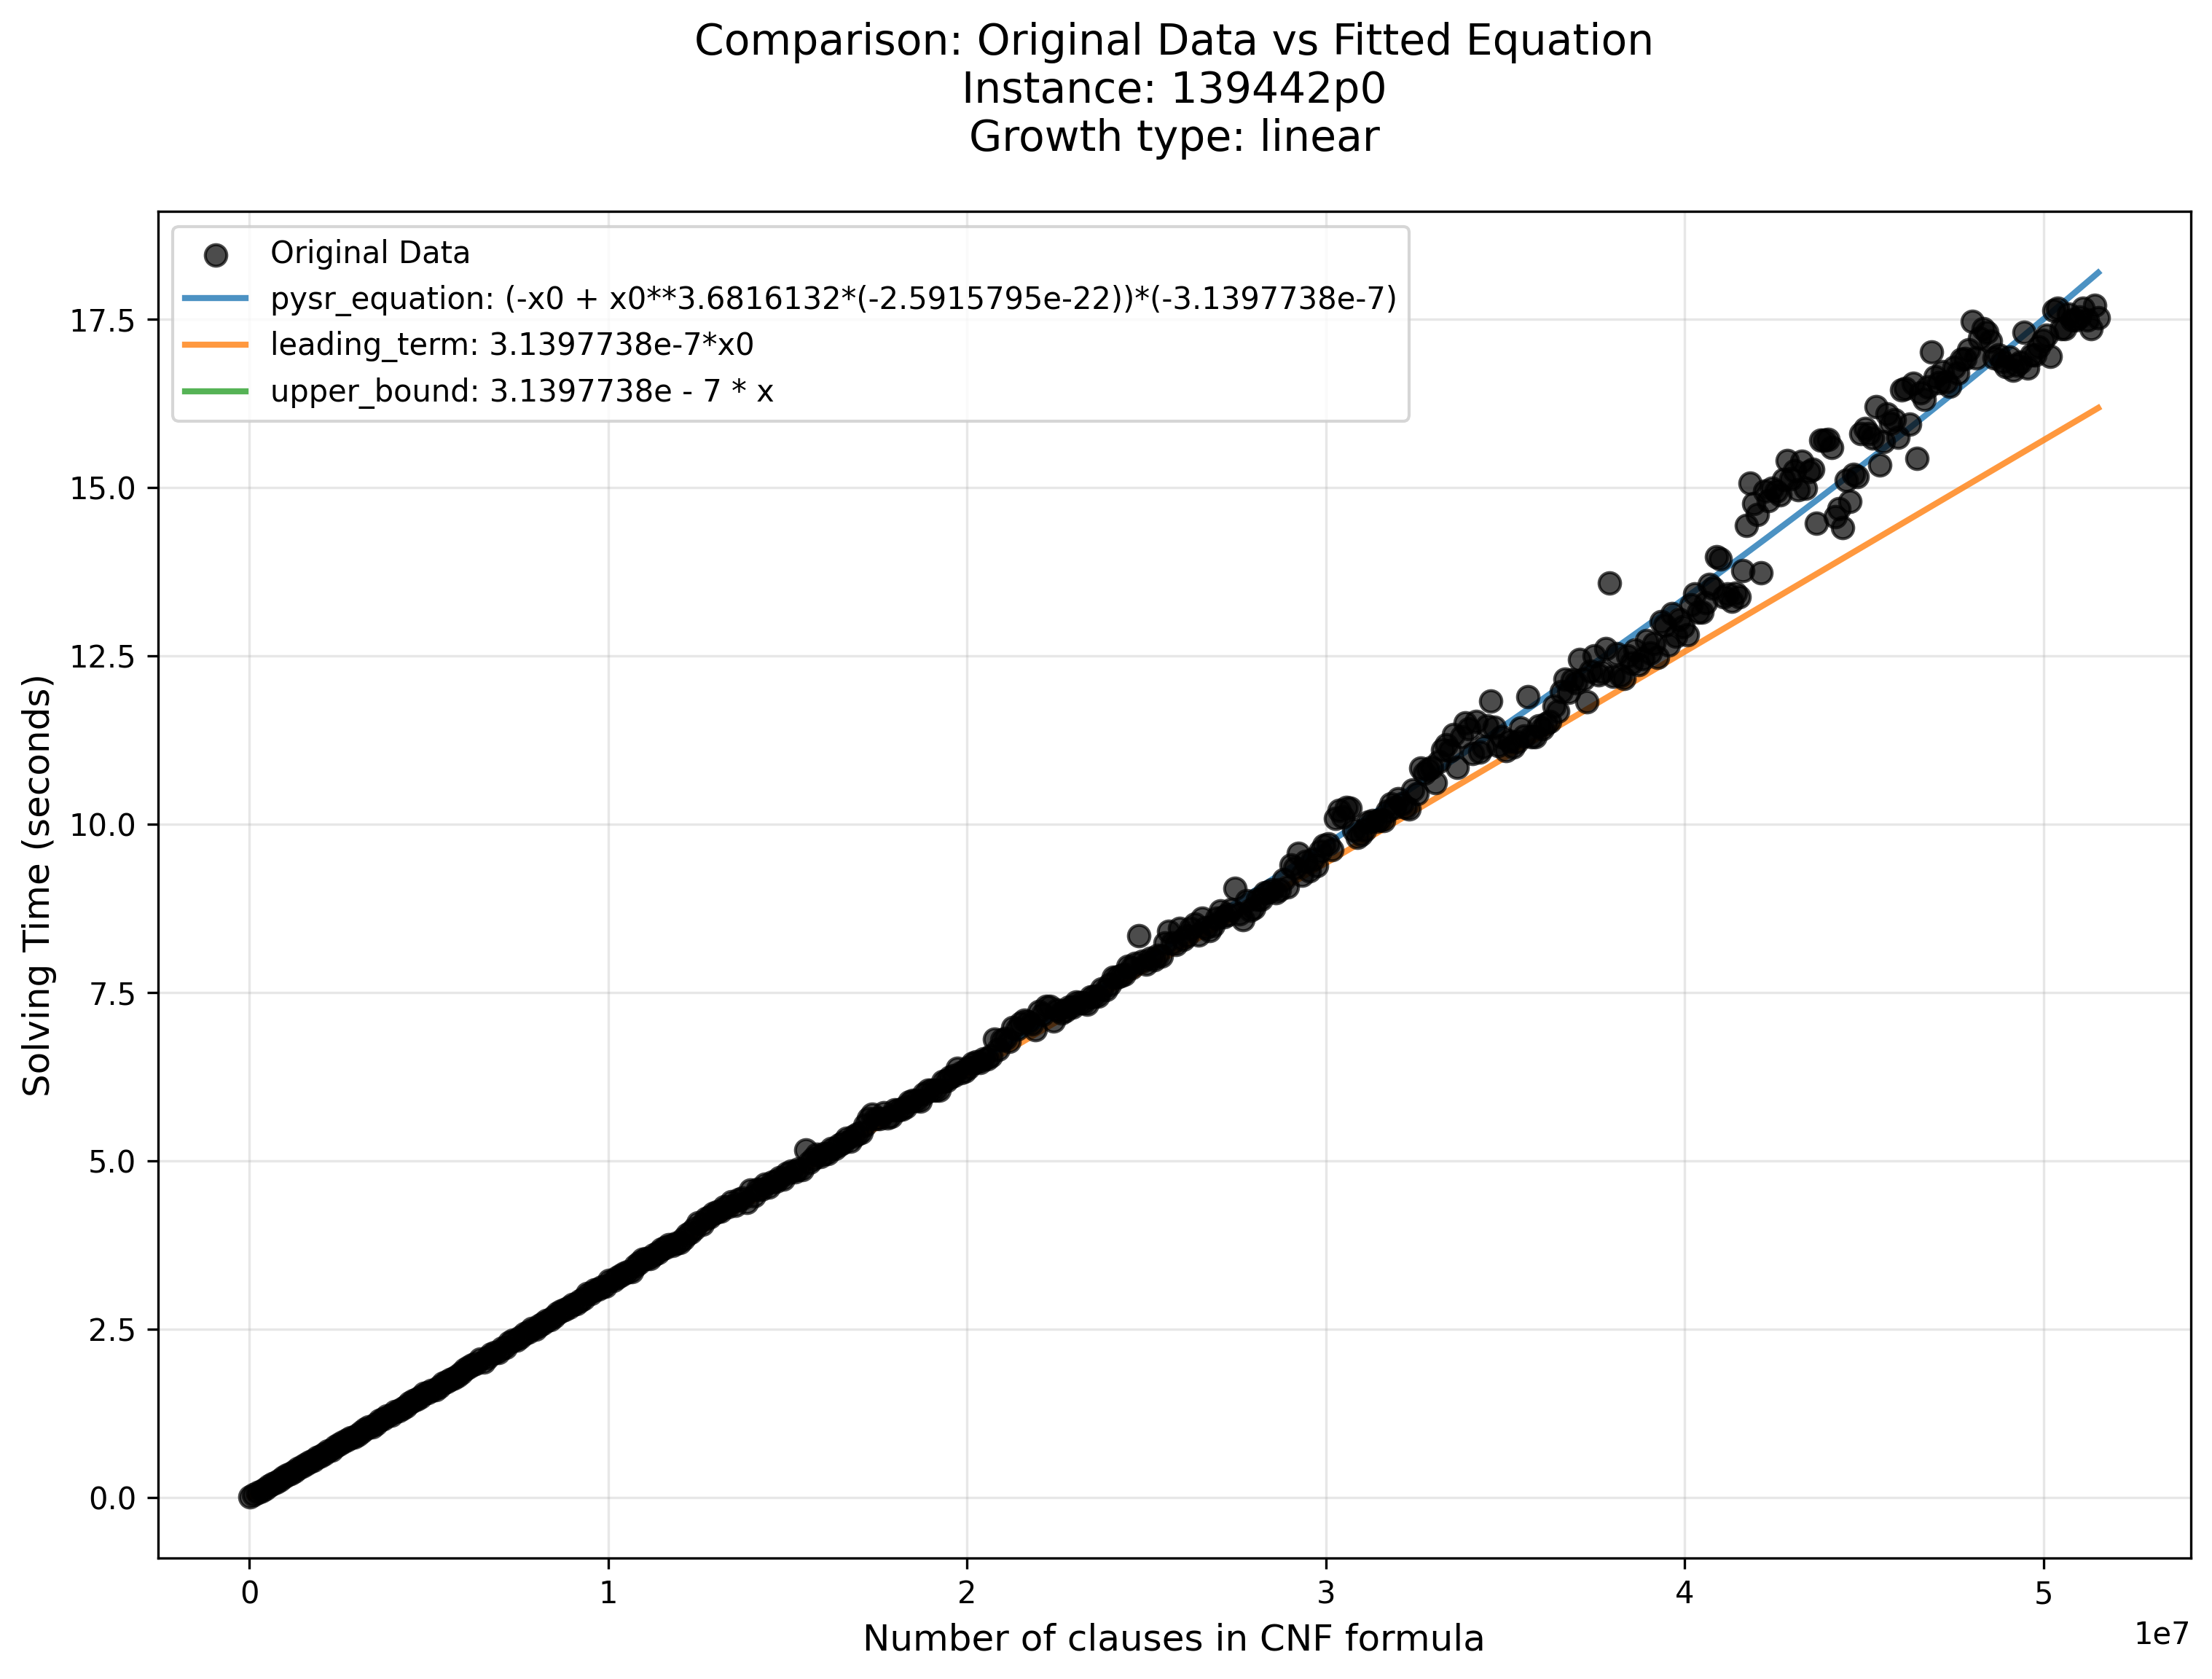 Comparison: Original Data vs Fitted Equation
Instance: 139442p0
Growth type: linear
Original Data
pysr_equation: (-x0 + x0**3.6816132*(-2.5915795e-22))*(-3.1397738e-7)
leading_term: 3.1397738e-7*x0
upper_bound: 3.1397738e - 7 * x
Solving Time (seconds)
17.5
15.0
12.5
10.0
7.5
5.0
2.5
0.0
0 1 2 3 4 5
1e7
Number of clauses in CNF formula